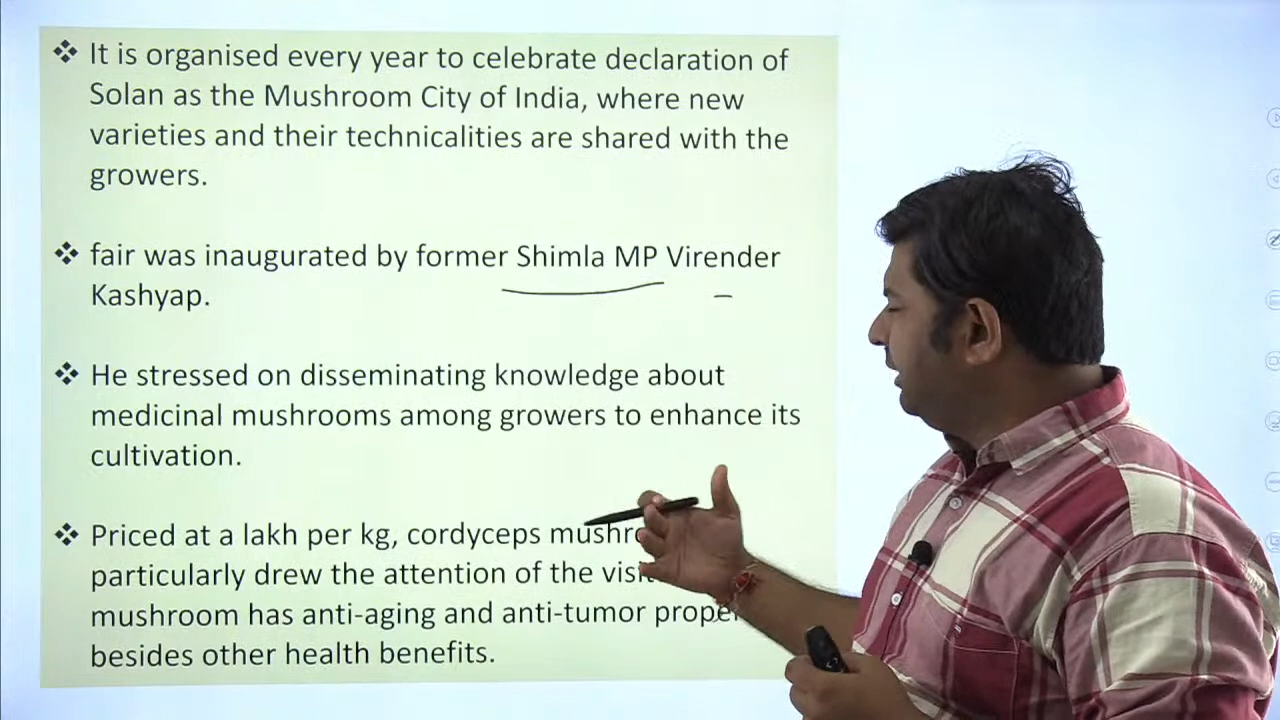 ❖ It is organised every year to celebrate declaration of
Solan as the Mushroom City of India, where new
varieties and their technicalities are shared with the
growers.
❖ fair was inaugurated by former Shimla MP Virender
Kashyap.
❖ He stressed on disseminating knowledge about
medicinal mushrooms among growers to enhance its
cultivation.
❖ Priced at a lakh per kg, cordyceps
particularly drew the attention of the
mushroom has anti-aging and anti-tumor
besides other health benefits.